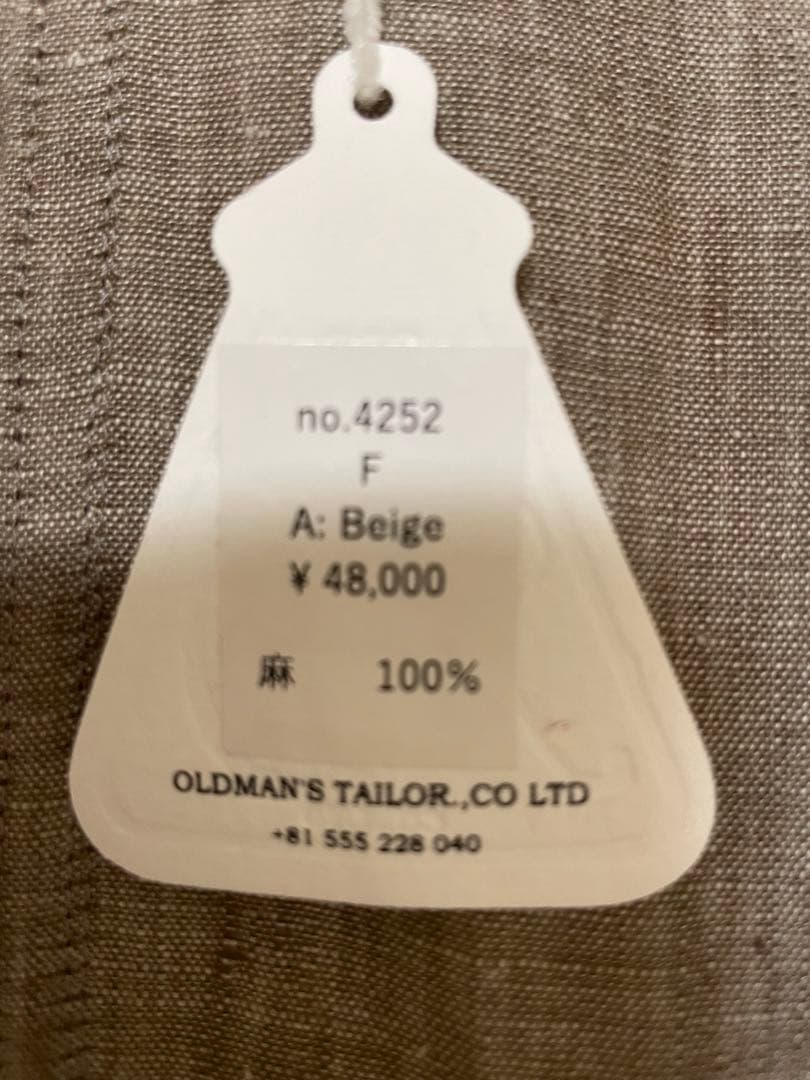 no.4252
F
A: Beige
¥ 48,000
麻 100%
OLDMAN'S TAILOR.,CO LTD
+81 555 228 040